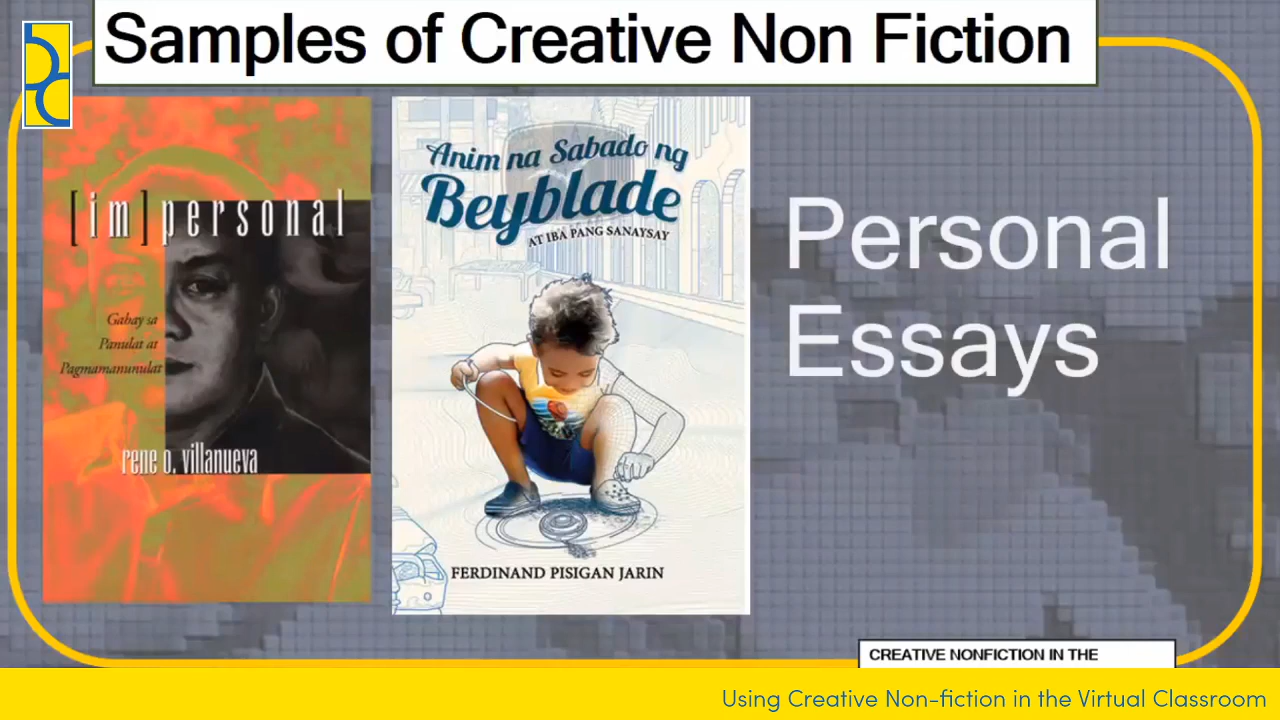 Samples of Creative Non Fiction
[im]personal
Gabay sa
Panulat at
Pagmamanunulat
rene o. villanueva
Anim na Sabado ng
Beyblade
AT IBA PANG SANAYSAY
FERDINAND PISIGAN JARIN
Personal
Essays
CREATIVE NONFICTION IN THE
Using Creative Non-fiction in the Virtual Classroom